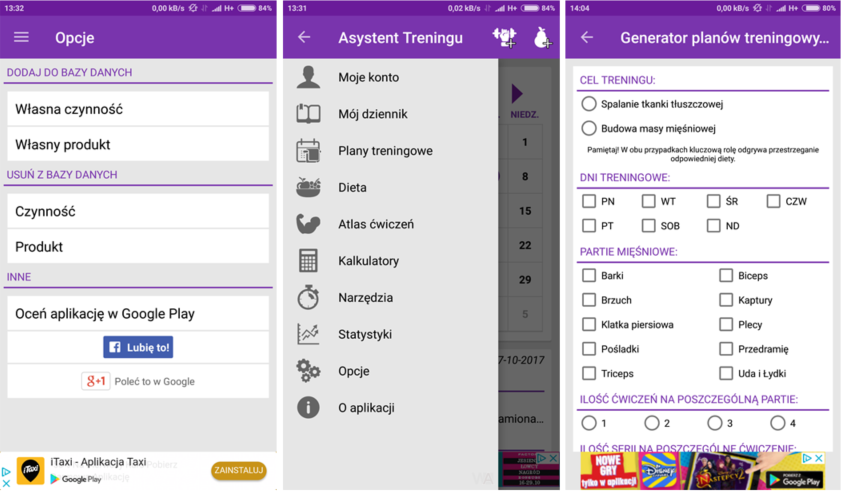 13:32
0,00 kB/s
H+
84%
Opcje
DODAJ DO BAZY DANYCH
Własna czynność
Własny produkt
USUŃ Z BAZY DANYCH
Czynność
Produkt
INNE
Oceń aplikację w Google Play
Lubię to!
g+1 Poleć to w Google
iTaxi
iTaxi - Aplikacja Taxi
Google Play
ZAINSTALUJ
13:31
0,02 kB/s
H+
84%
Asystent Treningu
Moje konto
Mój dziennik
Plany treningowe
Dieta
Atlas ćwiczeń
Kalkulatory
Narzędzia
Statystyki
Opcje
O aplikacji
NIEDZ.
1
8
15
22
29
5
7-10-2017
amiona...
14:04
0,00 kB/s
H+
80%
Generator planów treningowy...
CEL TRENINGU:
Spalanie tkanki tłuszczowej
Budowa masy mięśniowej
Pamiętaj! W obu przypadkach kluczową rolę odgrywa przestrzeganie
odpowiedniej diety.
DNI TRENINGOWE:
PN WT ŚR CZW
PT SOB ND
PARTIE MIĘŚNIOWE:
Barki Biceps
Brzuch Kaptury
Klatka piersiowa Plecy
Pośladki Przedramię
Triceps Uda i Łydki
ILOŚĆ ĆWICZEŃ NA POSZCZEGÓLNĄ PARTIE:
1 2 3 4
ILOŚĆ SERII NA POSZCZEGÓLNE ĆWICZENIE:
NOWE
GRY
tylko w aplikacji
Disney
NASTĘPCY
Google Play